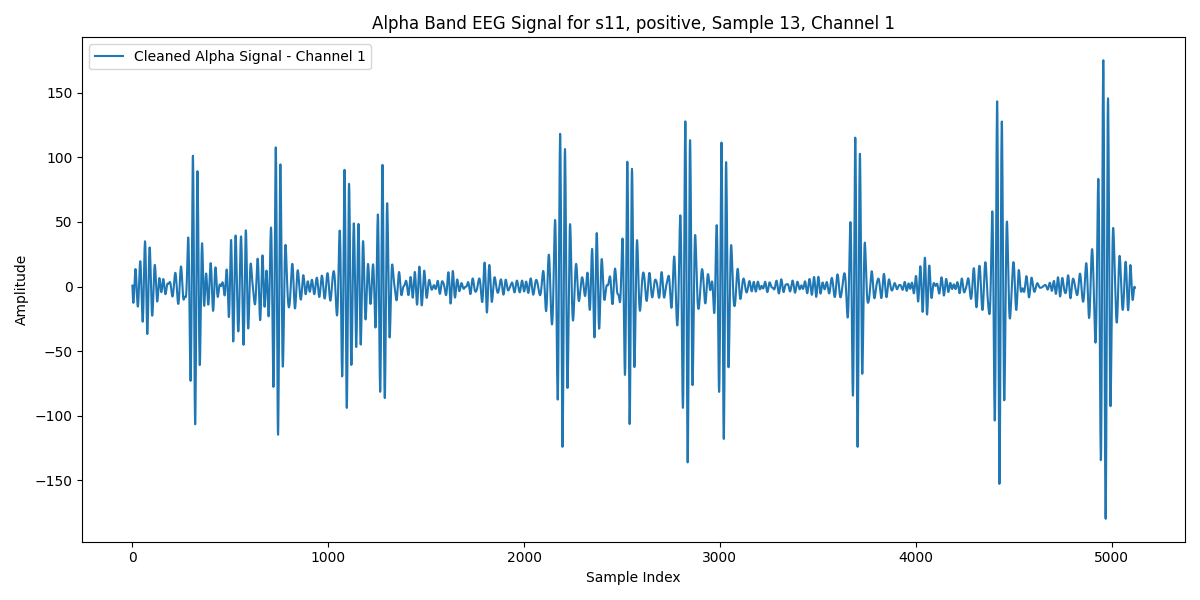 Alpha Band EEG Signal for s11, positive, Sample 13, Channel 1
Cleaned Alpha Signal - Channel 1
Amplitude
150
100
50
0
−50
−100
−150
0 1000 2000 3000 4000 5000
Sample Index